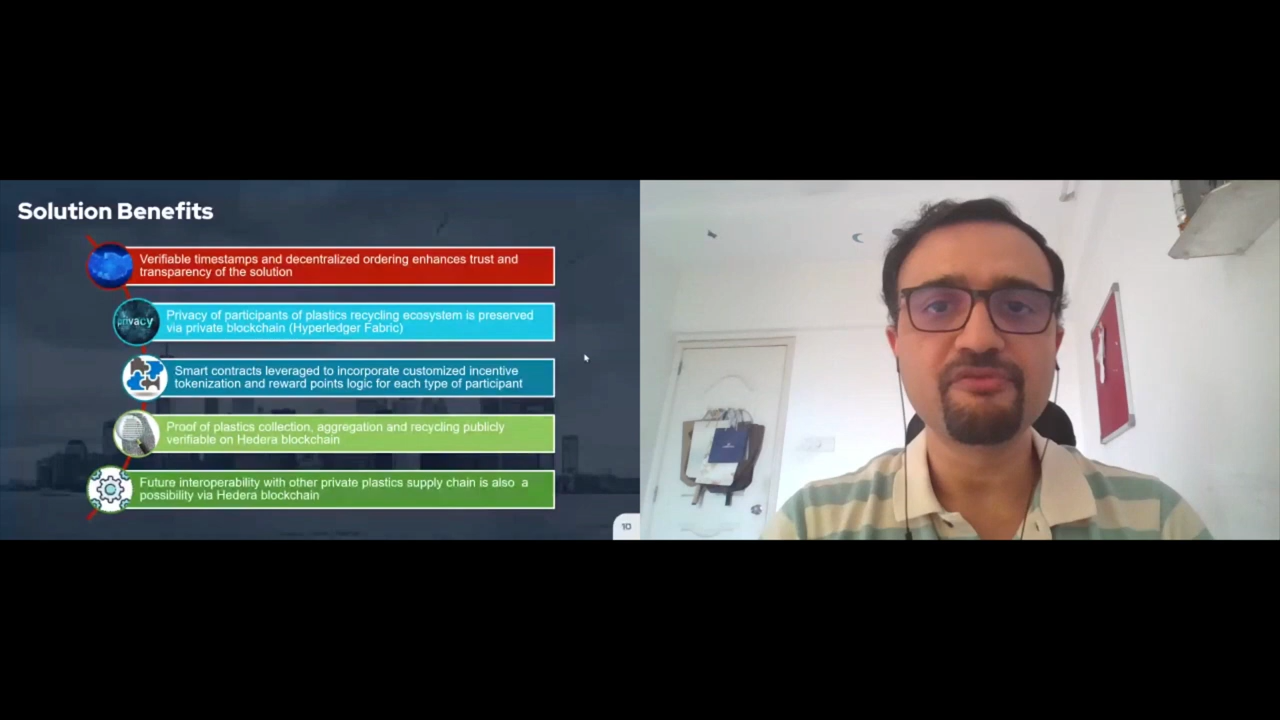 Solution Benefits
Verifiable timestamps and decentralized ordering enhances trust and
transparency of the solution
privacy
Privacy of participants of plastics recycling ecosystem is preserved
via private blockchain (Hyperledger Fabric)
Smart contracts leveraged to incorporate customized incentive
tokenization and reward points logic for each type of participant
Proof of plastics collection, aggregation and recycling publicly
verifiable on Hedera blockchain
Future interoperability with other private plastics supply chain is also a
possibility via Hedera blockchain
10